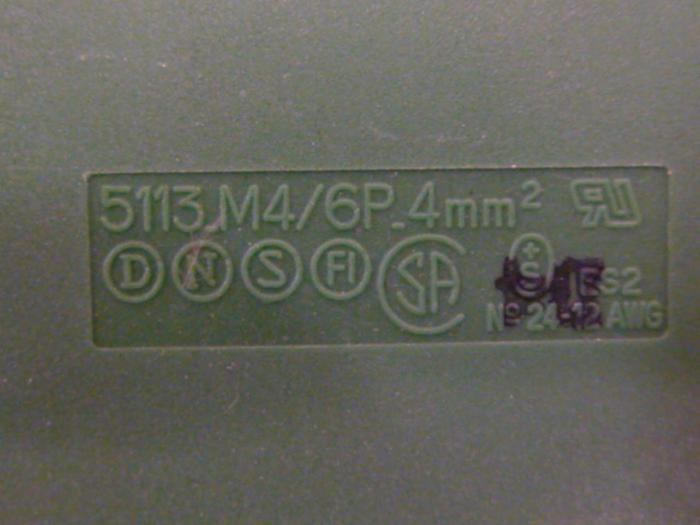 5113.M4/6P.4mm²
D N S FI SA +S
Nº 24-12 AWG